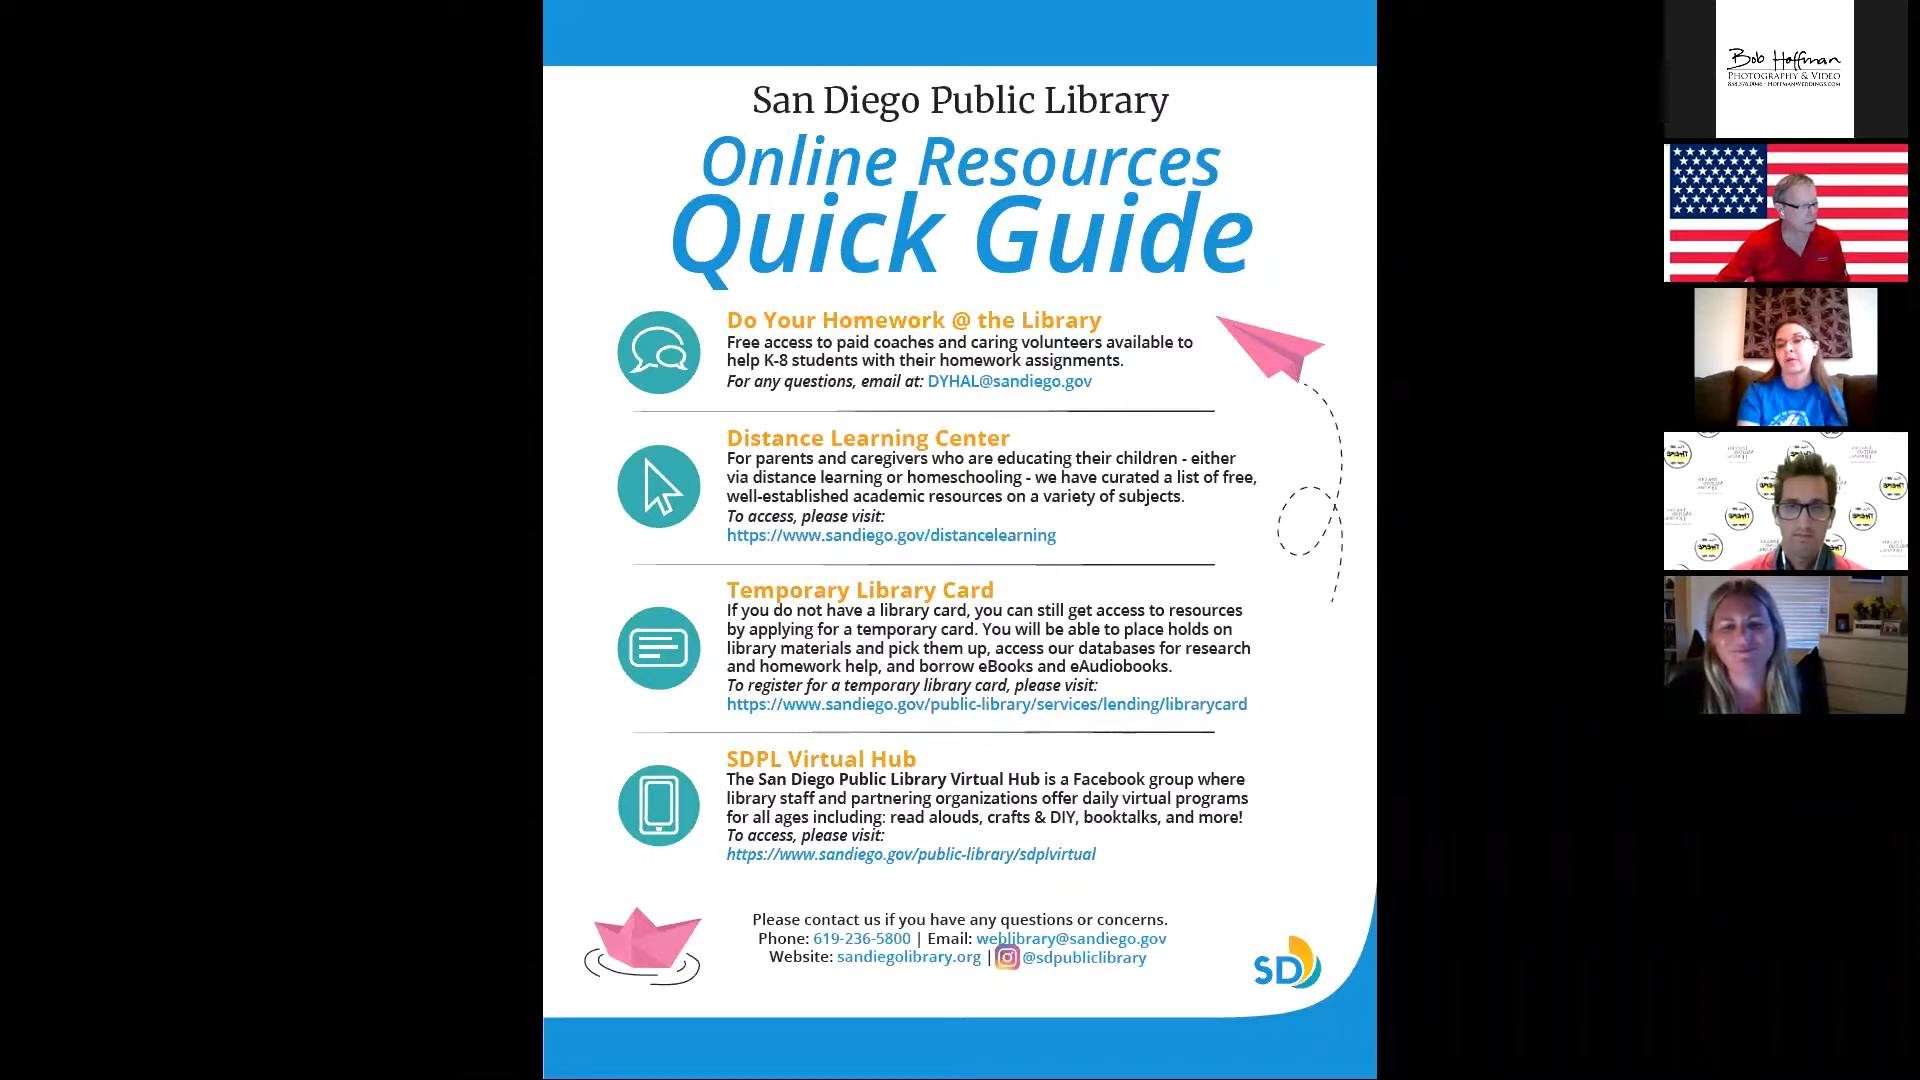 San Diego Public Library
Online Resources
Quick Guide
Do Your Homework @ the Library
Free access to paid coaches and caring volunteers available to
help K-8 students with their homework assignments.
For any questions, email at: DYHAL@sandiego.gov
Distance Learning Center
For parents and caregivers who are educating their children - either
via distance learning or homeschooling - we have curated a list of free,
well-established academic resources on a variety of subjects.
To access, please visit:
https://www.sandiego.gov/distancelearning
Temporary Library Card
If you do not have a library card, you can still get access to resources
by applying for a temporary card. You will be able to place holds on
library materials and pick them up, access our databases for research
and homework help, and borrow eBooks and eAudiobooks.
To register for a temporary library card, please visit:
https://www.sandiego.gov/public-library/services/lending/librarycard
SDPL Virtual Hub
The San Diego Public Library Virtual Hub is a Facebook group where
library staff and partnering organizations offer daily virtual programs
for all ages including: read alouds, crafts & DIY, booktalks, and more!
To access, please visit:
https://www.sandiego.gov/public-library/sdplvirtual
Please contact us if you have any questions or concerns.
Phone: 619-236-5800 | Email: weblibrary@sandiego.gov
Website: sandiegolibrary.org | @sdpubliclibrary
SD
Bob Hoffman
PHOTOGRAPHY & VIDEO
858.576.0046 - HOFFMANWEDDINGS.COM
THRIVE